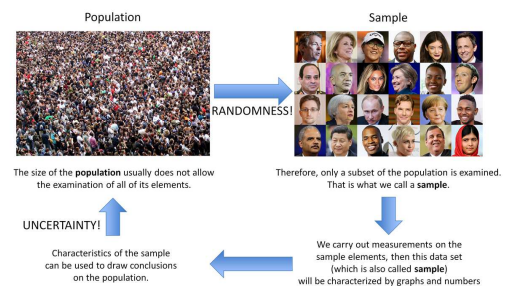 Population
Sample
RANDOMNESS!
The size of the population usually does not allow
the examination of all of its elements.
Therefore, only a subset of the population is examined.
That is what we call a sample.
UNCERTAINTY!
We carry out measurements on the
sample elements, then this data set
(which is also called sample)
will be characterized by graphs and numbers
Characteristics of the sample
can be used to draw conclusions
on the population.